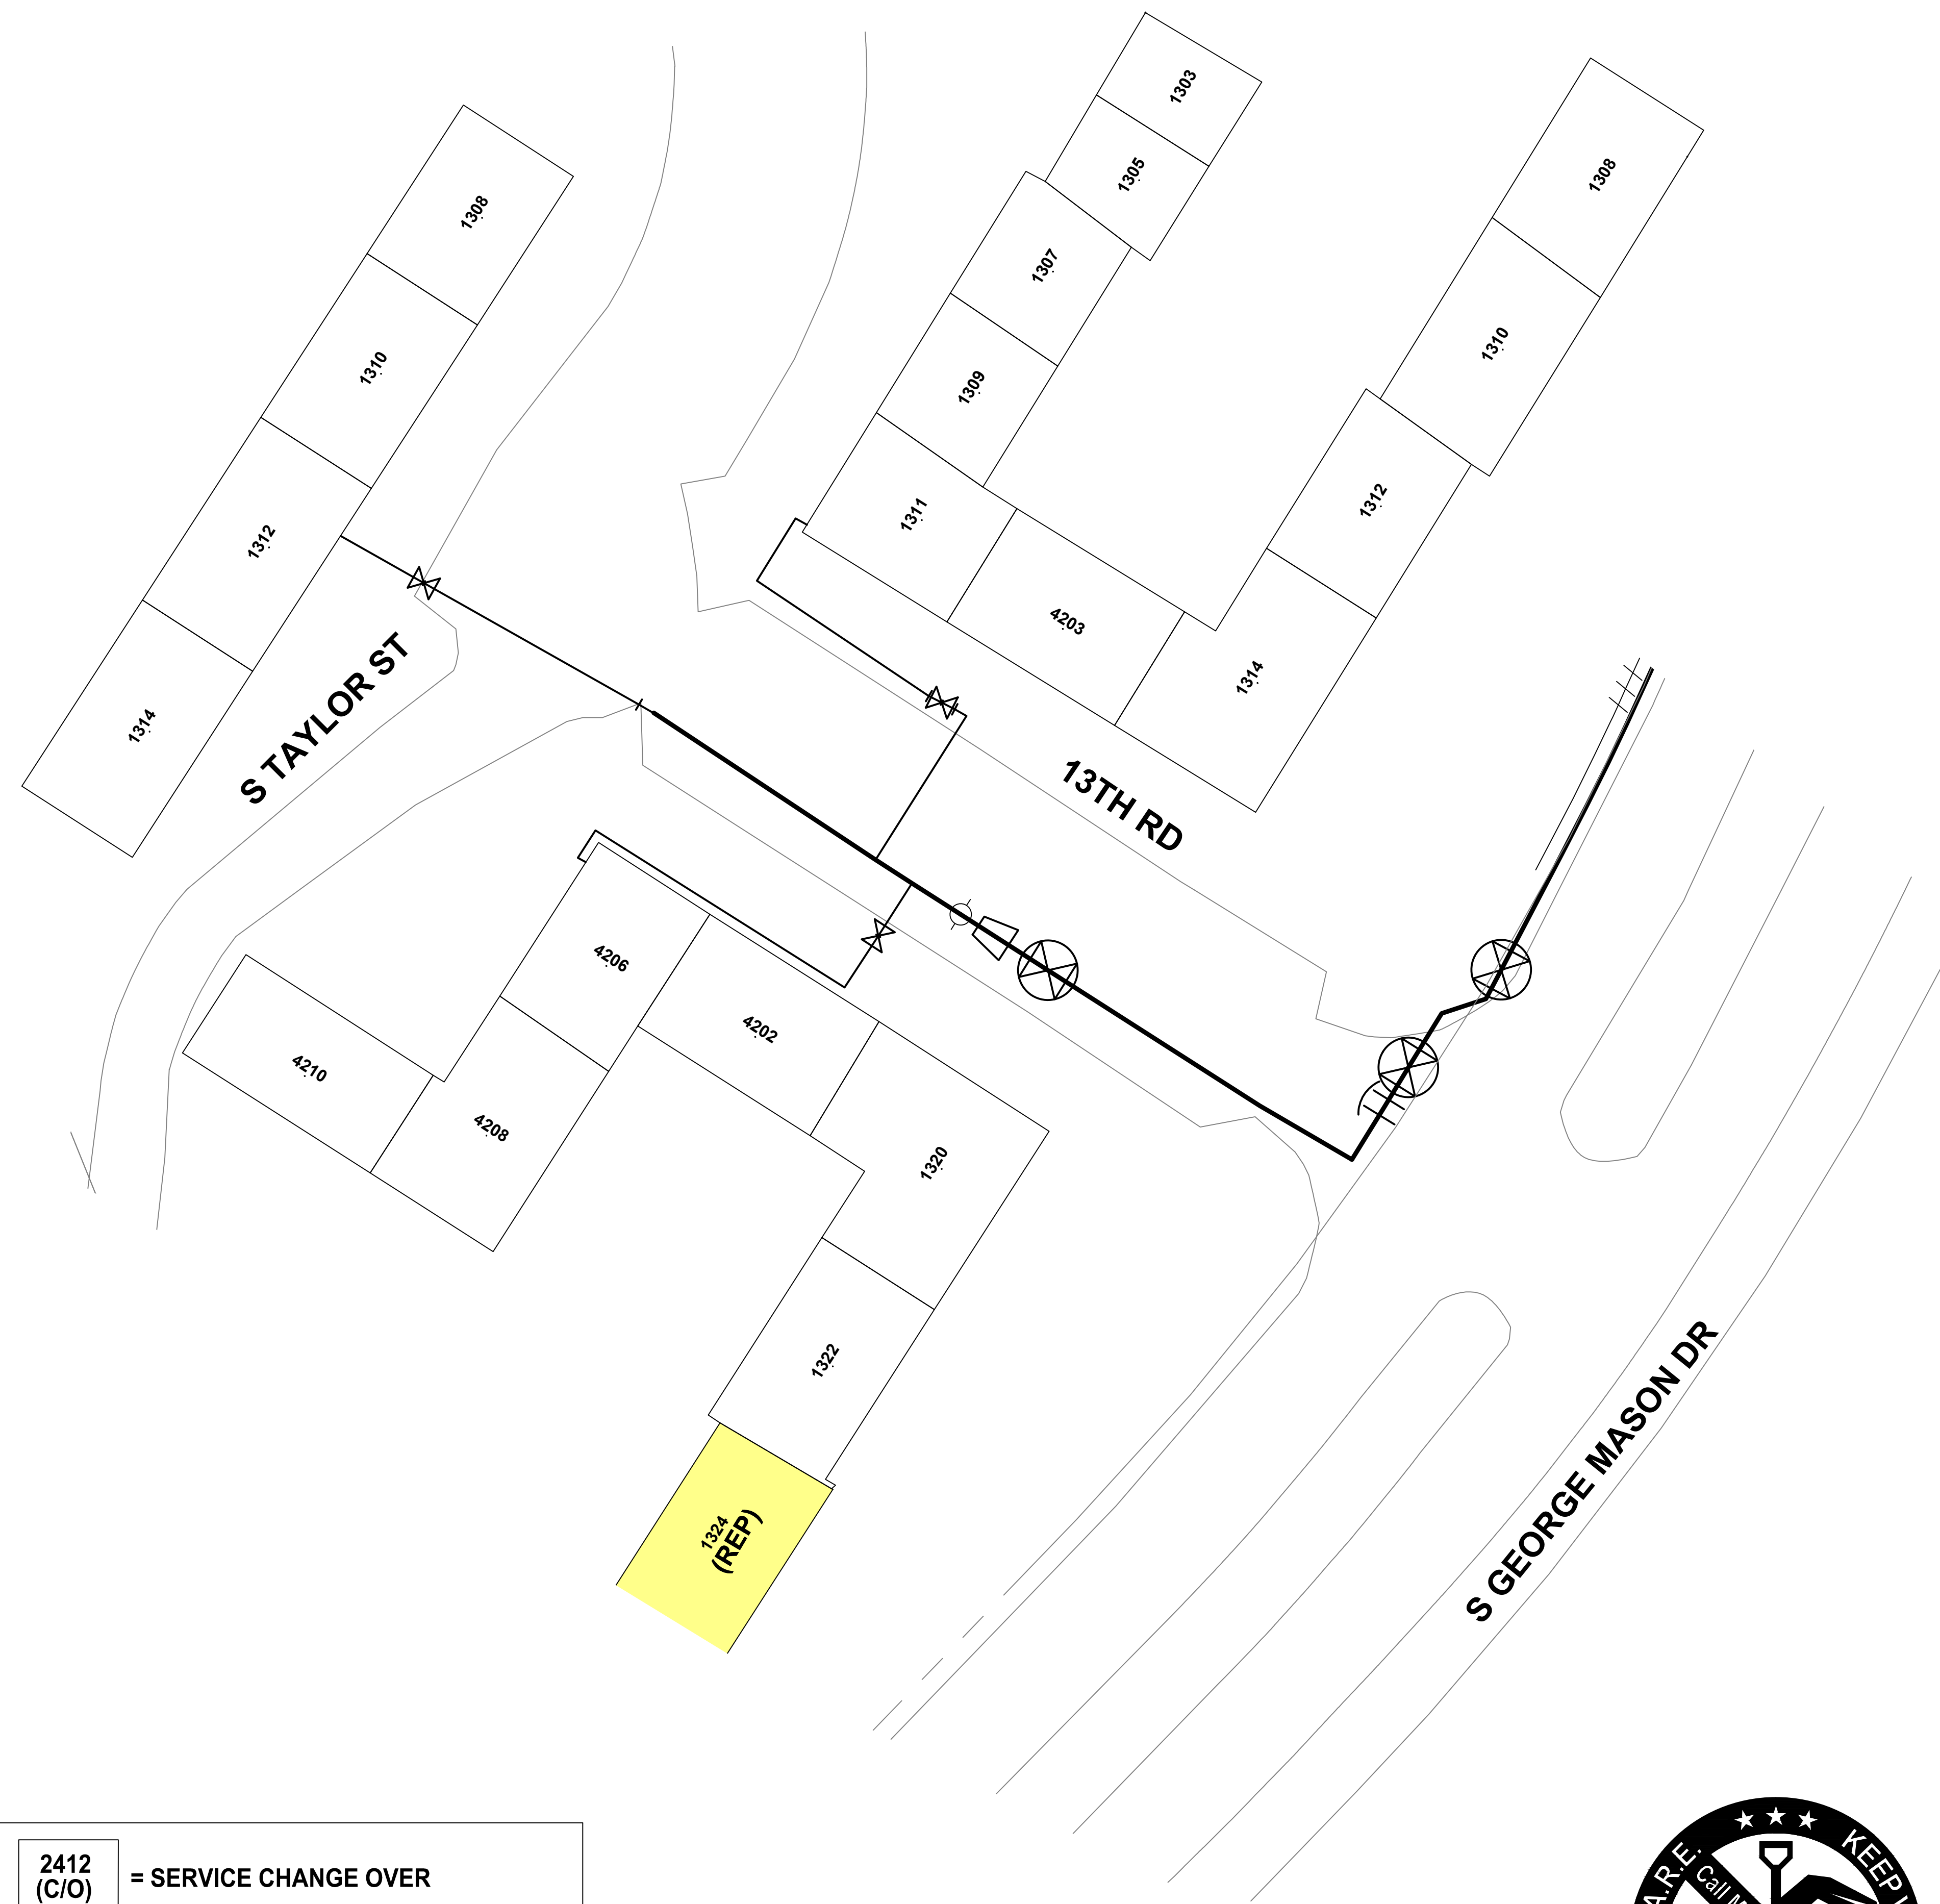 1303
1305
1307
1309
1311
4203
1308
1310
1312
1314
1308
1310
1312
1314
S TAYLOR ST
13TH RD
4206
4202
4210
4208
1320
1322
1324
(REP)
S GEORGE MASON DR
2412
(C/O)
= SERVICE CHANGE OVER
A.R.E.
Call
KEEP